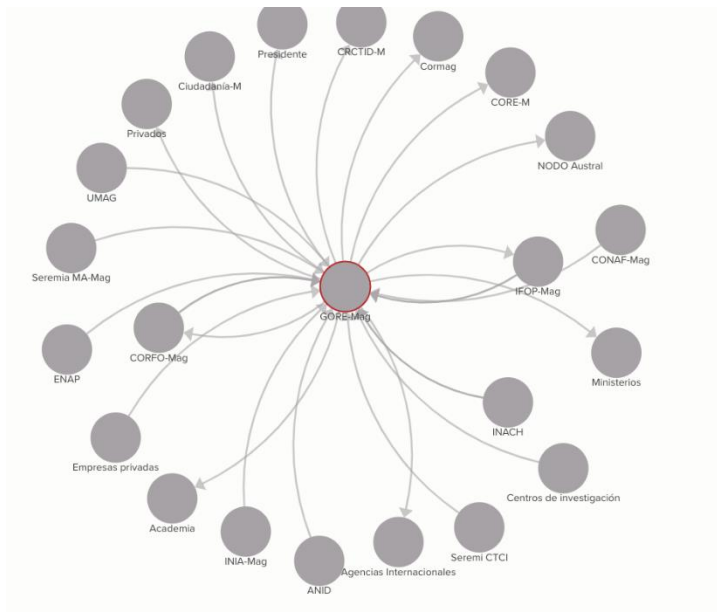 Presidente
CRCTID-M
Cormag
Ciudadanía-M
CORE-M
Privados
NODO Austral
UMAG
Seremia MA-Mag
CONAF-Mag
IFOP-Mag
GORE-Mag
CORFO-Mag
ENAP
Ministerios
INACH
Empresas privadas
Centros de investigación
Academia
INIA-Mag
Seremi CTCI
Agencias Internacionales
ANID